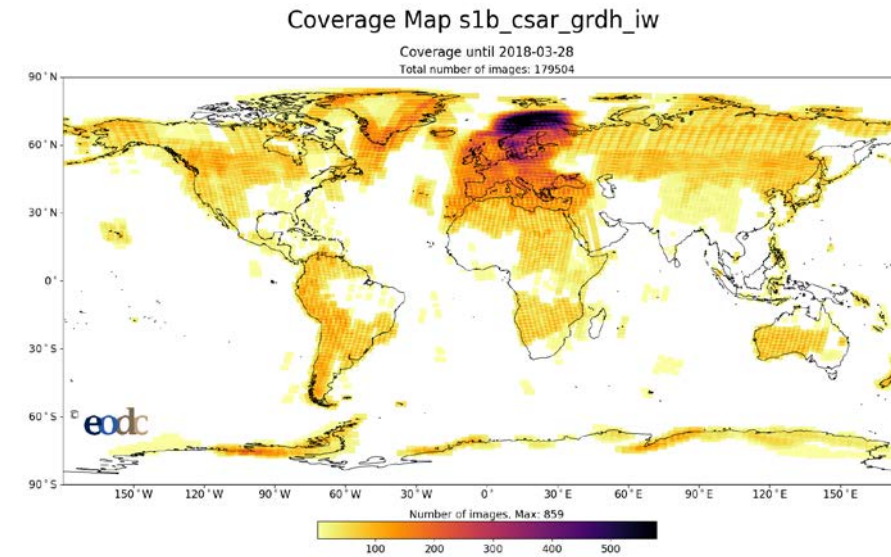 Coverage Map s1b_csar_grdh_iw
Coverage until 2018-03-28
Total number of images: 179504
90°N
60°N
30°N
0°
30°S
60°S
90°S
© eodc
150°W 120°W 90°W 60°W 30°W 0° 30°E 60°E 90°E 120°E 150°E
Number of images, Max: 859
100 200 300 400 500